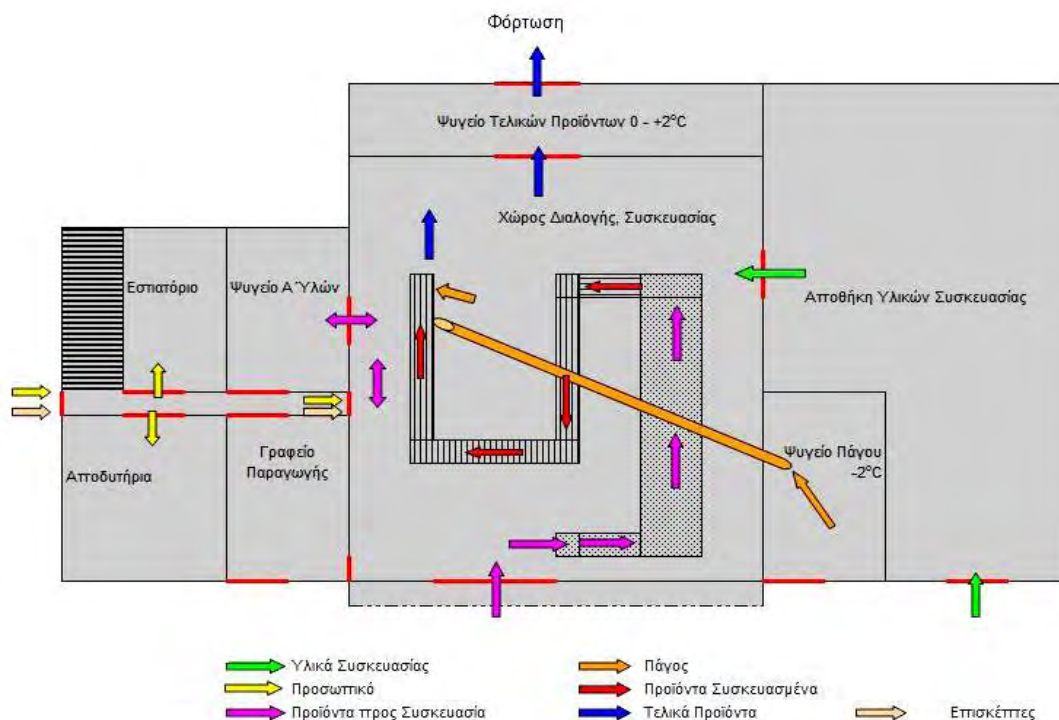 Φόρτωση
Ψυγείο Τελικών Προϊόντων 0 - +2°C
Χώρος Διαλογής, Συσκευασίας
Εστιατόριο
Ψυγείο Α΄Υλών
Αποθήκη Υλικών Συσκευασίας
Αποδυτήρια
Γραφείο
Παραγωγής
Ψυγείο Πάγου
-2°C
Υλικά Συσκευασίας
Πάγος
Προσωπικό
Προϊόντα Συσκευασμένα
Προϊόντα προς Συσκευασία
Τελικά Προϊόντα
Επισκέπτες